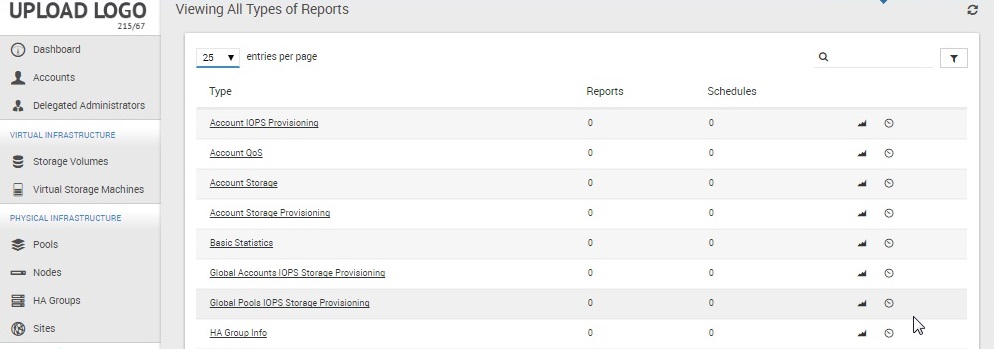 UPLOAD LOGO
215/67
Dashboard
Accounts
Delegated Administrators
VIRTUAL INFRASTRUCTURE
Storage Volumes
Virtual Storage Machines
PHYSICAL INFRASTRUCTURE
Pools
Nodes
HA Groups
Sites
Viewing All Types of Reports
25 entries per page
Type Reports Schedules
Account IOPS Provisioning 0 0
Account QoS 0 0
Account Storage 0 0
Account Storage Provisioning 0 0
Basic Statistics 0 0
Global Accounts IOPS Storage Provisioning 0 0
Global Pools IOPS Storage Provisioning 0 0
HA Group Info 0 0